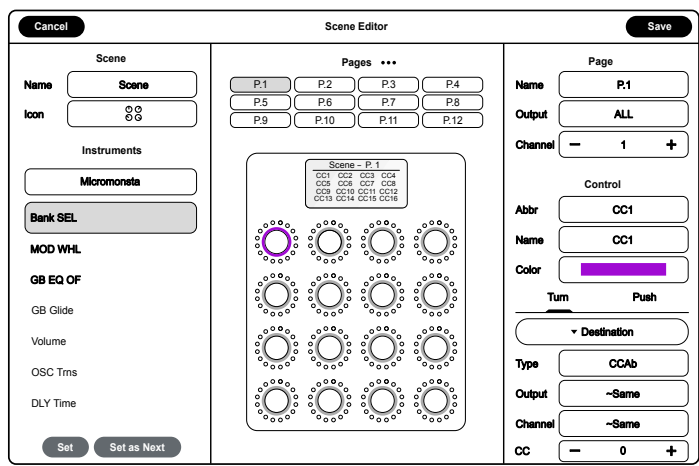 Cancel
Scene Editor
Save
Scene
Name
Scene
Icon
Instruments
Micromonsta
Bank SEL
MOD WHL
GB EQ OF
GB Glide
Volume
OSC Trns
DLY Time
Set
Set as Next
Pages •••
P.1 P.2 P.3 P.4
P.5 P.6 P.7 P.8
P.9 P.10 P.11 P.12
Scene - P. 1
CC1 CC2 CC3 CC4
CC5 CC6 CC7 CC8
CC9 CC10 CC11 CC12
CC13 CC14 CC15 CC16
Page
Name P.1
Output ALL
Channel − 1 +
Control
Abbr CC1
Name CC1
Color
Turn Push
▾ Destination
Type CCAb
Output ~Same
Channel ~Same
CC − 0 +